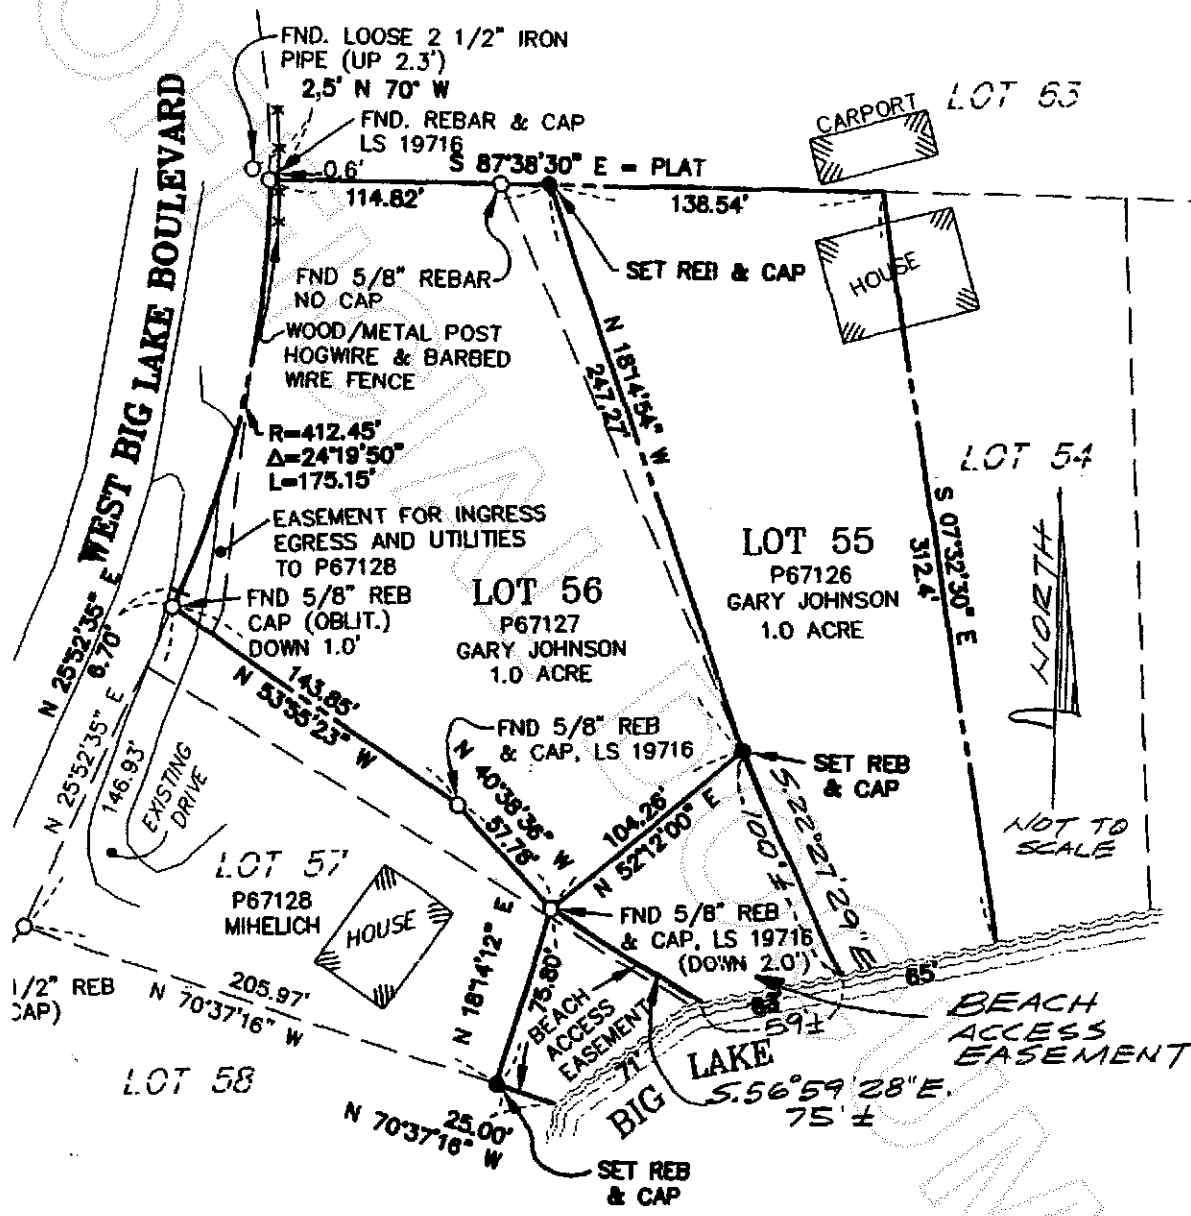 FND. LOOSE 2 1/2" IRON
PIPE (UP 2.3')
2,5' N 70° W
FND. REBAR & CAP
LS 19716
0.6'
S 87°38'30" E = PLAT
114.82'
138.54'
CARPORT
LOT 63
HOUSE
SET REB & CAP
FND 5/8" REBAR
NO CAP
WOOD/METAL POST
HOGWIRE & BARBED
WIRE FENCE
WEST BIG LAKE BOULEVARD
N 18°14'54" W
247.27'
R=412.45'
Δ=24°19'50"
L=175.15'
LOT 54
S 07°32'30" E
312.4'
NORTH
NOT TO
SCALE
EASEMENT FOR INGRESS
EGRESS AND UTILITIES
TO P67128
LOT 55
P67126
GARY JOHNSON
1.0 ACRE
LOT 56
P67127
GARY JOHNSON
1.0 ACRE
FND 5/8" REB
CAP (OBLIT.)
DOWN 1.0'
N 25°52'35" E
6.70'
N 25°52'35" E
146.93'
143.85'
N 53°55'23" W
EXISTING
DRIVE
FND 5/8" REB
& CAP, LS 19716
N 40°38'36" W
57.78'
SET REB
& CAP
104.26'
N 52°12'00" E
S.22°27'29"E
100'±
LOT 57
P67128
MIHELICH
HOUSE
FND 5/8" REB
& CAP, LS 19716
(DOWN 2.0')
1/2" REB
CAP)
205.97'
N 70°37'16" W
N 18°14'12" E
75.80'
BEACH
ACCESS
EASEMENT
65'
59'±
71'
BEACH
ACCESS
EASEMENT
BIG LAKE
S.56°59'28"E.
75'±
LOT 58
25.00'
N 70°37'16" W
SET REB
& CAP